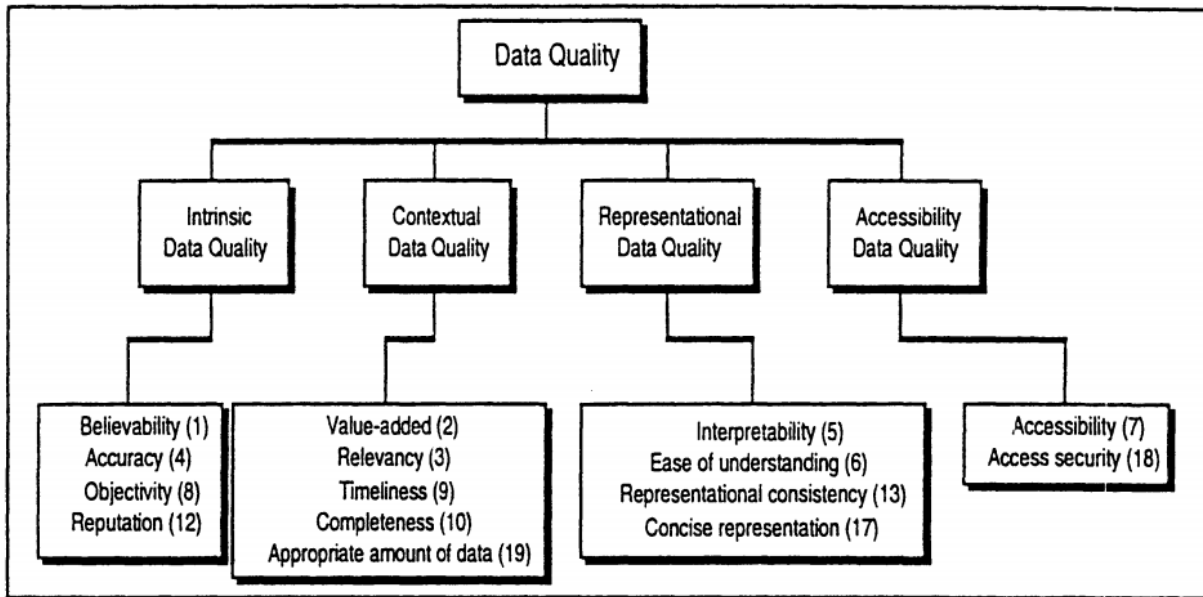 Data Quality
Intrinsic
Data Quality
Contextual
Data Quality
Representational
Data Quality
Accessibility
Data Quality
Believability (1)
Accuracy (4)
Objectivity (8)
Reputation (12)
Value-added (2)
Relevancy (3)
Timeliness (9)
Completeness (10)
Appropriate amount of data (19)
Interpretability (5)
Ease of understanding (6)
Representational consistency (13)
Concise representation (17)
Accessibility (7)
Access security (18)